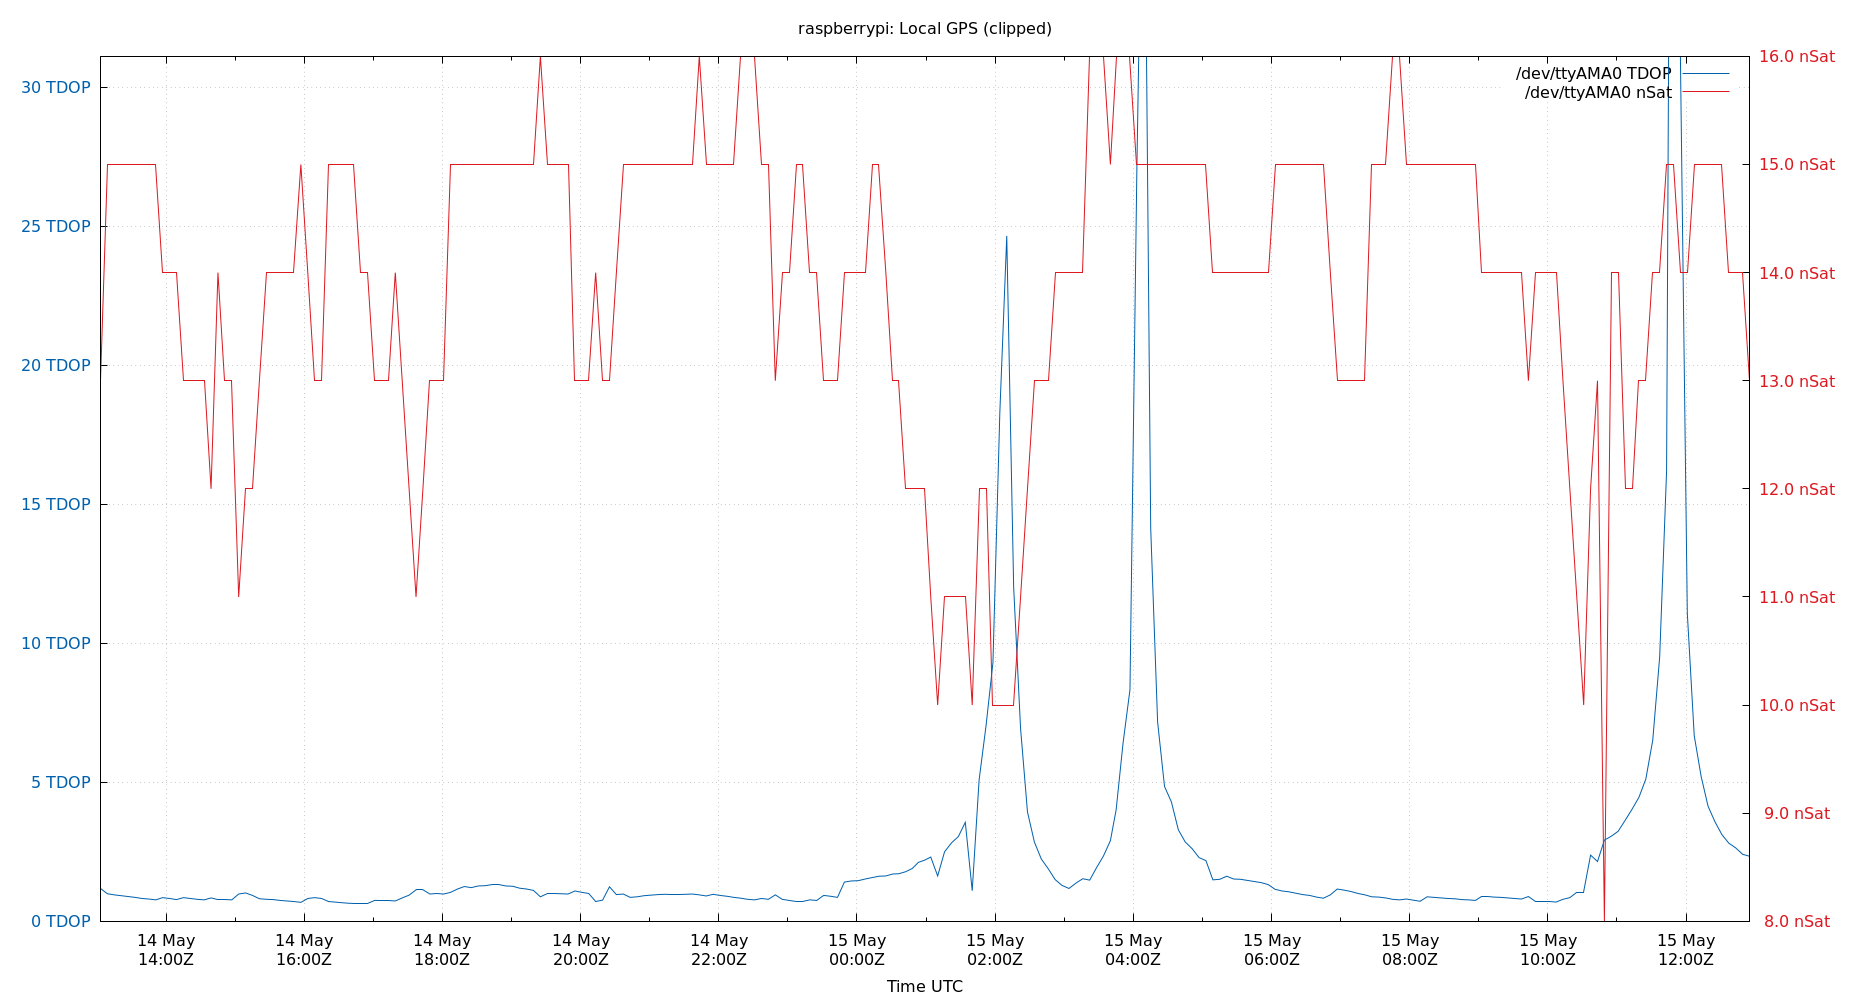 raspberrypi: Local GPS (clipped)
/dev/ttyAMA0 TDOP
/dev/ttyAMA0 nSat
30 TDOP
25 TDOP
20 TDOP
15 TDOP
10 TDOP
5 TDOP
0 TDOP
16.0 nSat
15.0 nSat
14.0 nSat
13.0 nSat
12.0 nSat
11.0 nSat
10.0 nSat
9.0 nSat
8.0 nSat
14 May
14:00Z
14 May
16:00Z
14 May
18:00Z
14 May
20:00Z
14 May
22:00Z
15 May
00:00Z
15 May
02:00Z
15 May
04:00Z
15 May
06:00Z
15 May
08:00Z
15 May
10:00Z
15 May
12:00Z
Time UTC